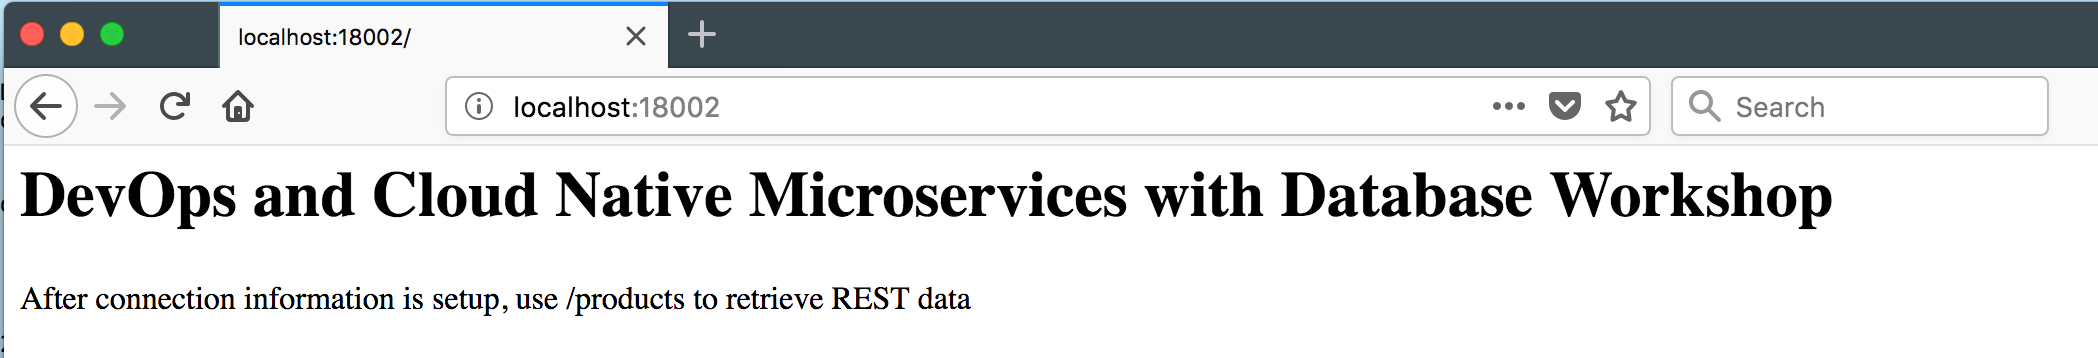 localhost:18002/
localhost:18002
Search
DevOps and Cloud Native Microservices with Database Workshop
After connection information is setup, use /products to retrieve REST data